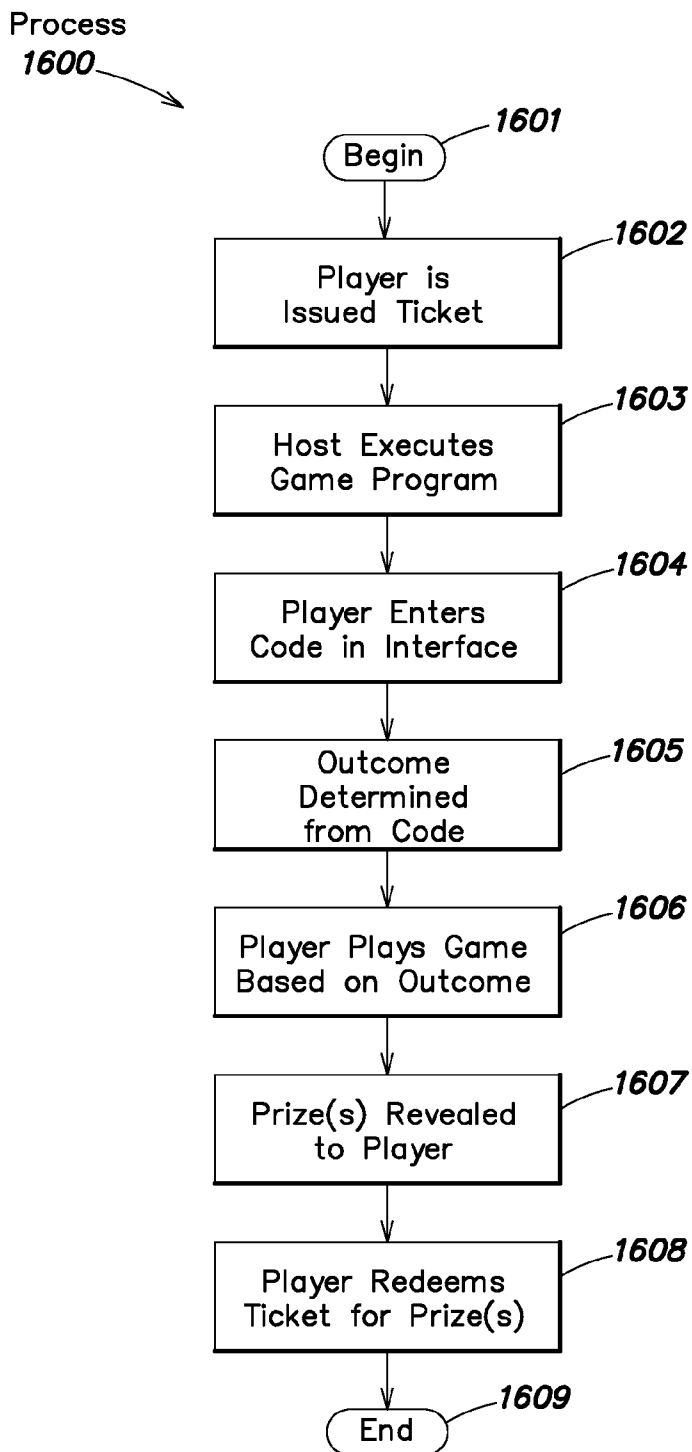 Process
1600
1601
Begin
1602
Player is
Issued Ticket
1603
Host Executes
Game Program
1604
Player Enters
Code in Interface
1605
Outcome
Determined
from Code
1606
Player Plays Game
Based on Outcome
1607
Prize(s) Revealed
to Player
1608
Player Redeems
Ticket for Prize(s)
1609
End